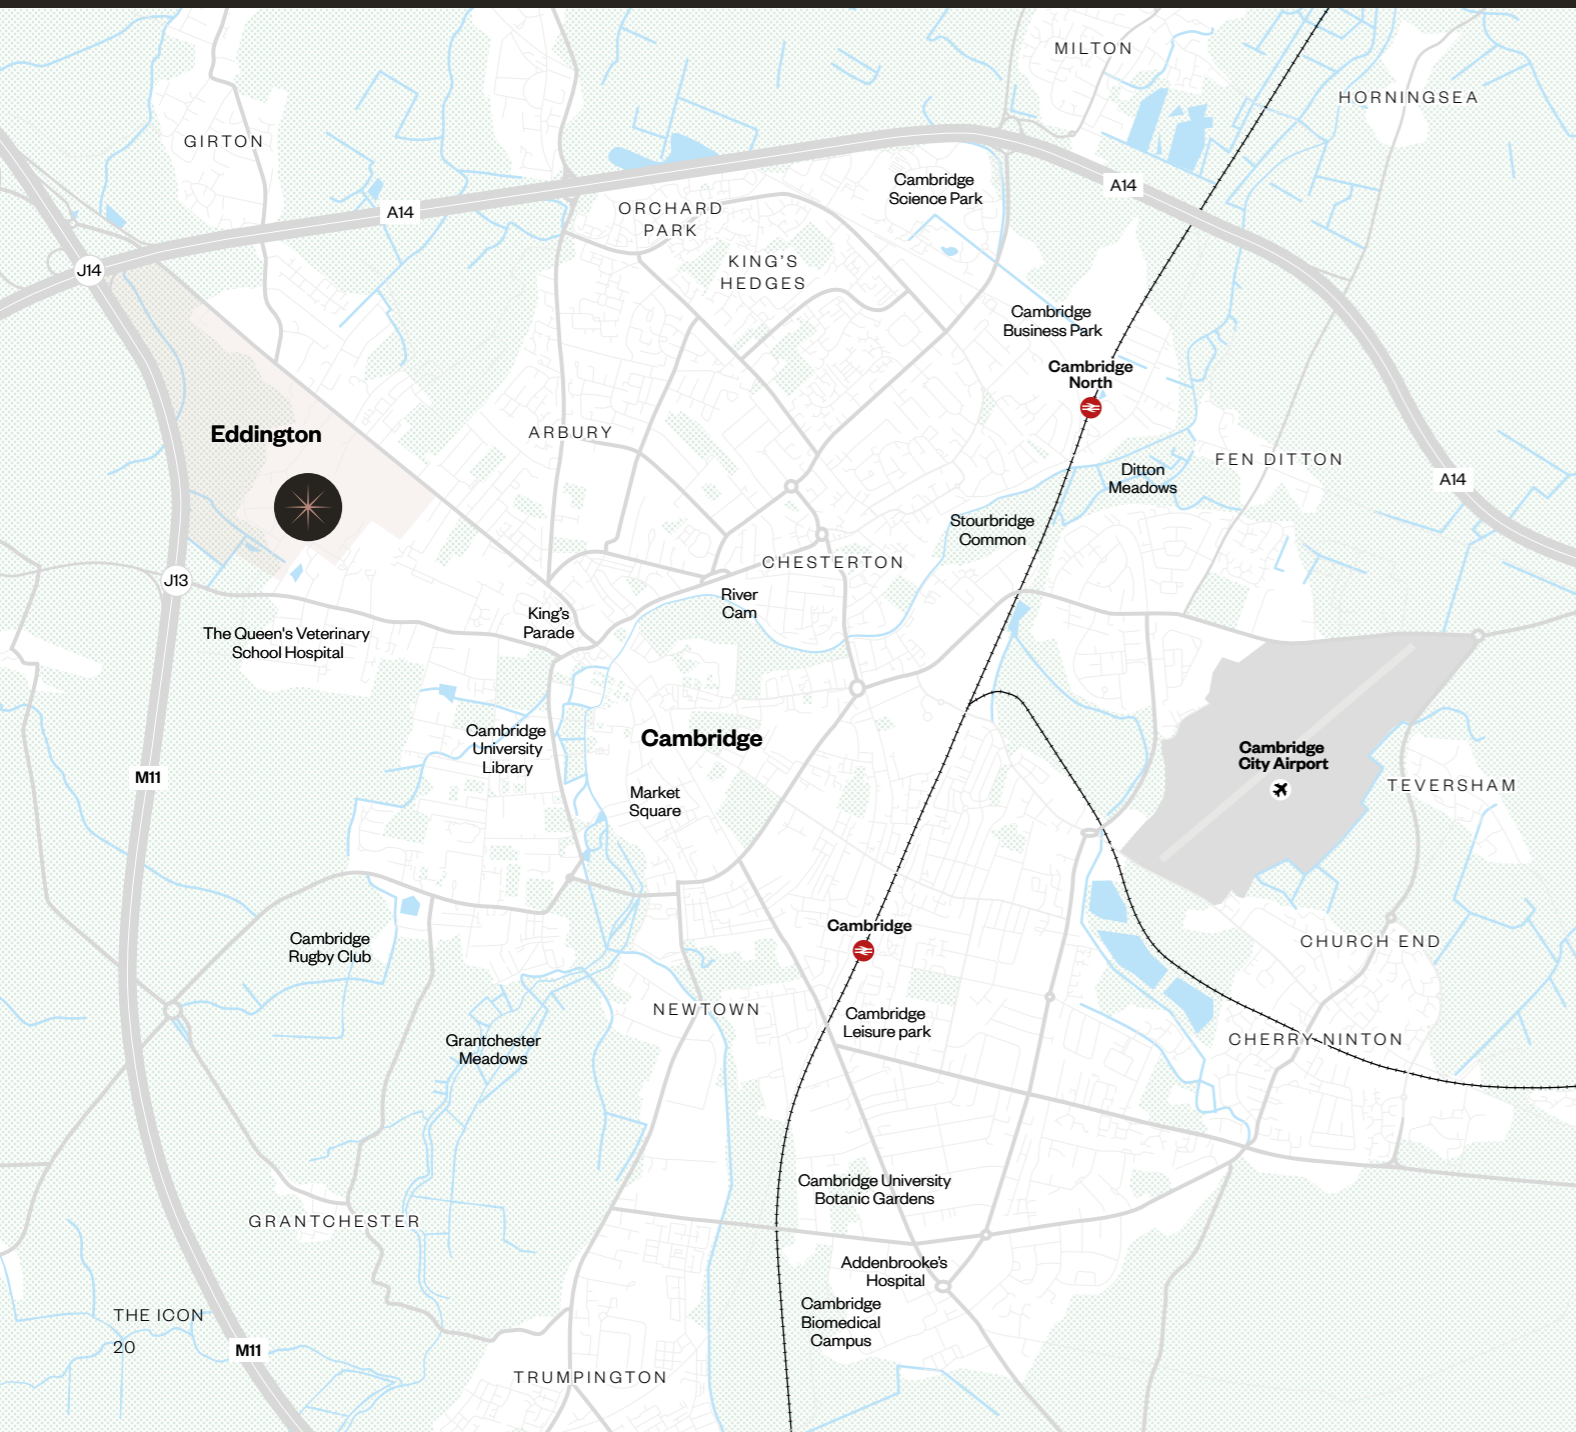 MILTON
HORNINGSEA
GIRTON
Cambridge
Science Park
A14
A14
ORCHARD
PARK
KING'S
HEDGES
J14
Cambridge
Business Park
Cambridge
North
Eddington
ARBURY
FEN DITTON
Ditton
Meadows
A14
Stourbridge
Common
CHESTERTON
J13
River
Cam
King's
Parade
The Queen's Veterinary
School Hospital
Cambridge
University
Library
Cambridge
Cambridge
City Airport
M11
TEVERSHAM
Market
Square
Cambridge
Cambridge
Rugby Club
CHURCH END
NEWTOWN
Cambridge
Leisure park
Grantchester
Meadows
CHERRY NINTON
Cambridge University
Botanic Gardens
GRANTCHESTER
Addenbrooke's
Hospital
Cambridge
Biomedical
Campus
THE ICON
20
M11
TRUMPINGTON